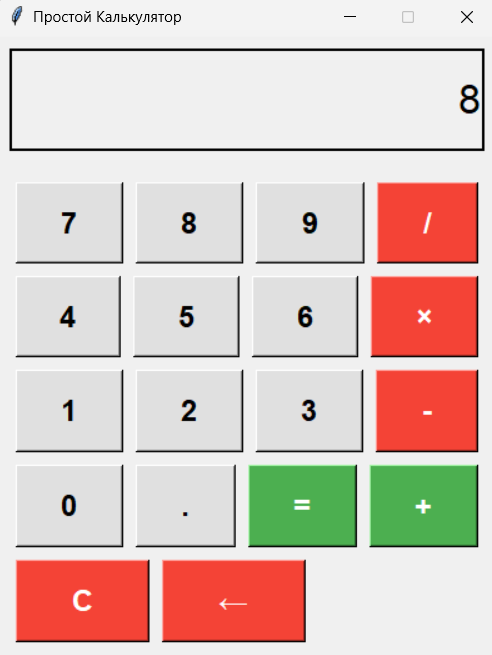 Простой Калькулятор
8
7 8 9 /
4 5 6 ×
1 2 3 -
0 . = +
C ←